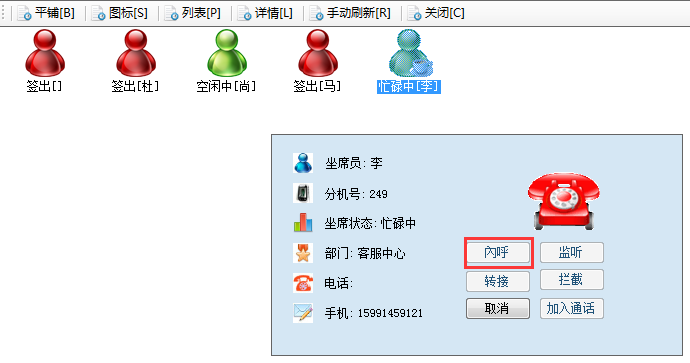 平铺[B] 图标[S] 列表[P] 详情[L] 手动刷新[R] 关闭[C]
签出[] 签出[杜] 空闲中[尚] 签出[马] 忙碌中[李]
坐席员: 李
分机号: 249
坐席状态: 忙碌中
部门: 客服中心
电话:
手机: 15991459121
内呼 监听
转接 拦截
取消 加入通话